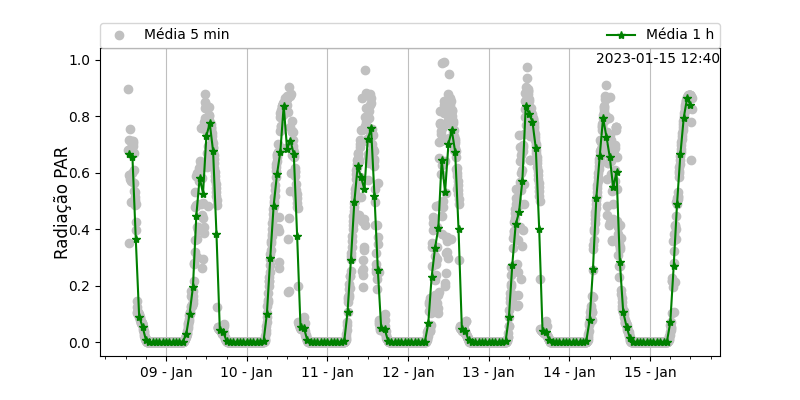 Média 5 min
Média 1 h
2023-01-15 12:40
Radiação PAR
1.0
0.8
0.6
0.4
0.2
0.0
09 - Jan
10 - Jan
11 - Jan
12 - Jan
13 - Jan
14 - Jan
15 - Jan